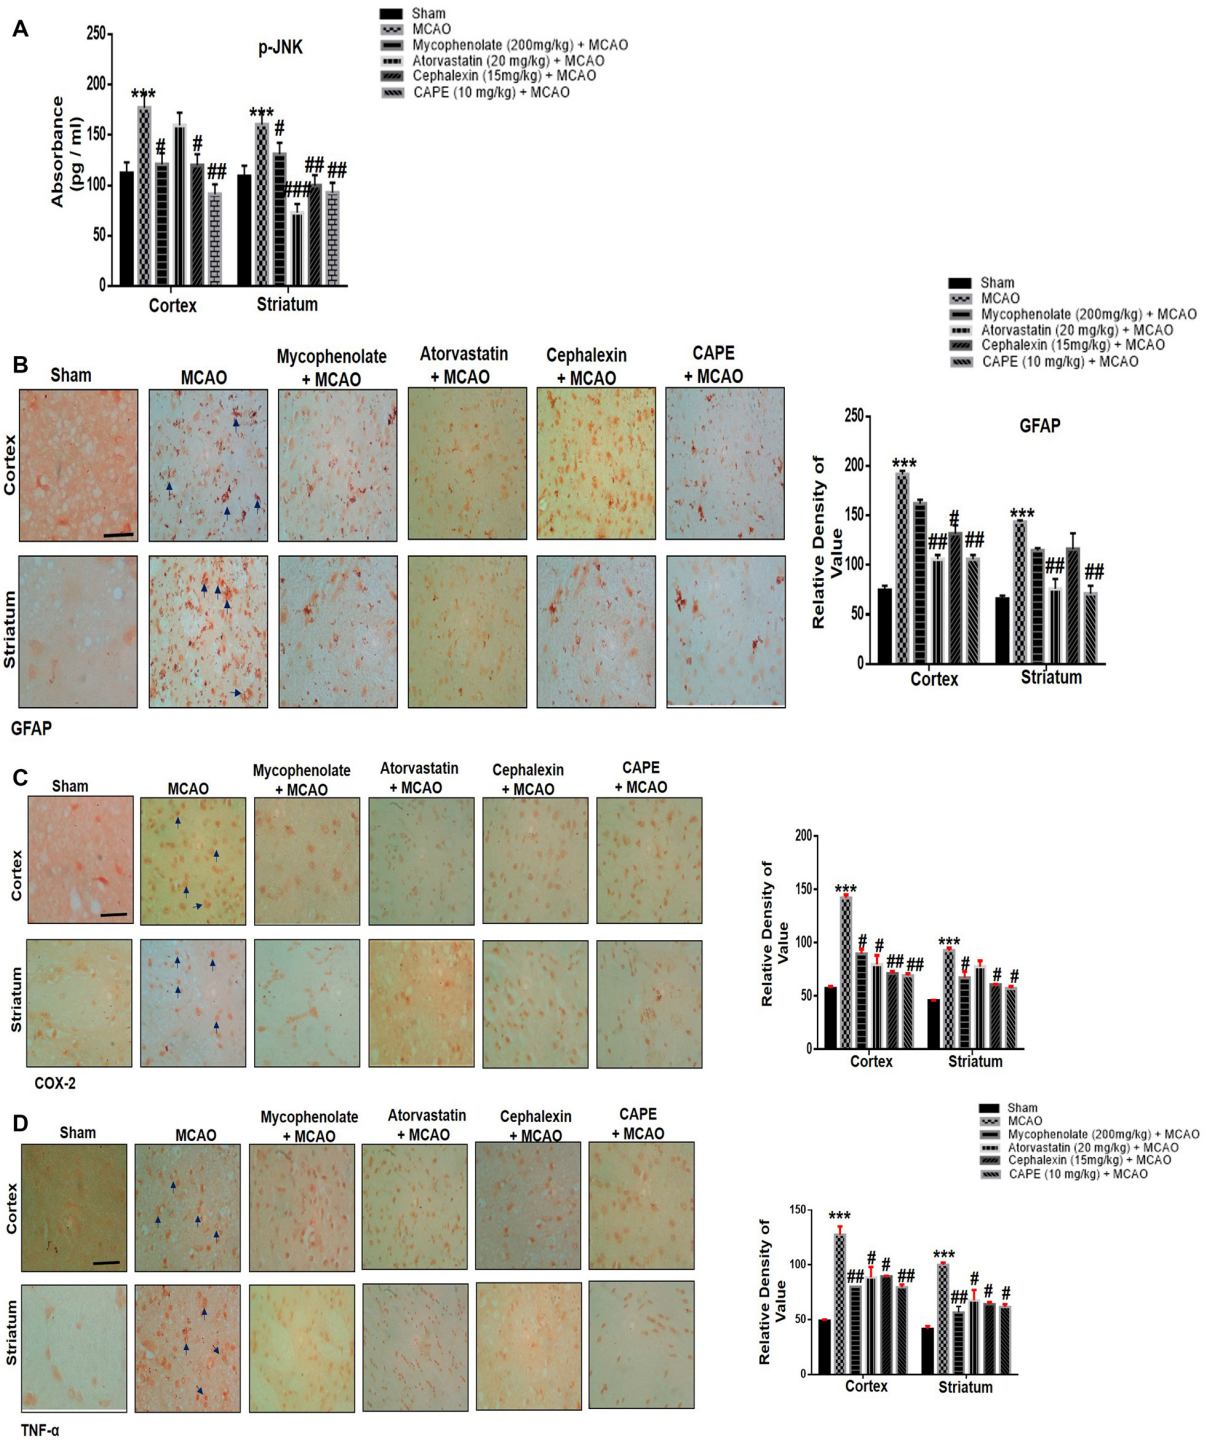 A
Sham
MCAO
Mycophenolate (200mg/kg) + MCAO
Atorvastatin (20 mg/kg) + MCAO
Cephalexin (15mg/kg) + MCAO
CAPE (10 mg/kg) + MCAO
p-JNK
Absorbance
(pg / ml)
250
200
150
100
50
0
*** # # ##
*** # ### ## ##
Cortex Striatum
Sham
MCAO
Mycophenolate (200mg/kg) + MCAO
Atorvastatin (20 mg/kg) + MCAO
Cephalexin (15mg/kg) + MCAO
CAPE (10 mg/kg) + MCAO
B
Sham
MCAO
Mycophenolate
+ MCAO
Atorvastatin
+ MCAO
Cephalexin
+ MCAO
CAPE
+ MCAO
Cortex
Striatum
GFAP
GFAP
Relative Density of
Value
250
200
150
100
50
0
*** ## # ##
*** ## ##
Cortex Striatum
C
Sham
MCAO
Mycophenolate
+ MCAO
Atorvastatin
+ MCAO
Cephalexin
+ MCAO
CAPE
+ MCAO
Cortex
Striatum
COX-2
Relative Density of
Value
200
150
100
50
0
*** # # ## ##
*** # # #
Cortex Striatum
D
Sham
MCAO
Mycophenolate
+ MCAO
Atorvastatin
+ MCAO
Cephalexin
+ MCAO
CAPE
+ MCAO
Cortex
Striatum
TNF-α
Sham
MCAO
Mycophenolate (200mg/kg) + MCAO
Atorvastatin (20 mg/kg) + MCAO
Cephalexin (15mg/kg) + MCAO
CAPE (10 mg/kg) + MCAO
Relative Density of
Value
150
100
50
0
*** ## # # ##
*** ## # # #
Cortex Striatum